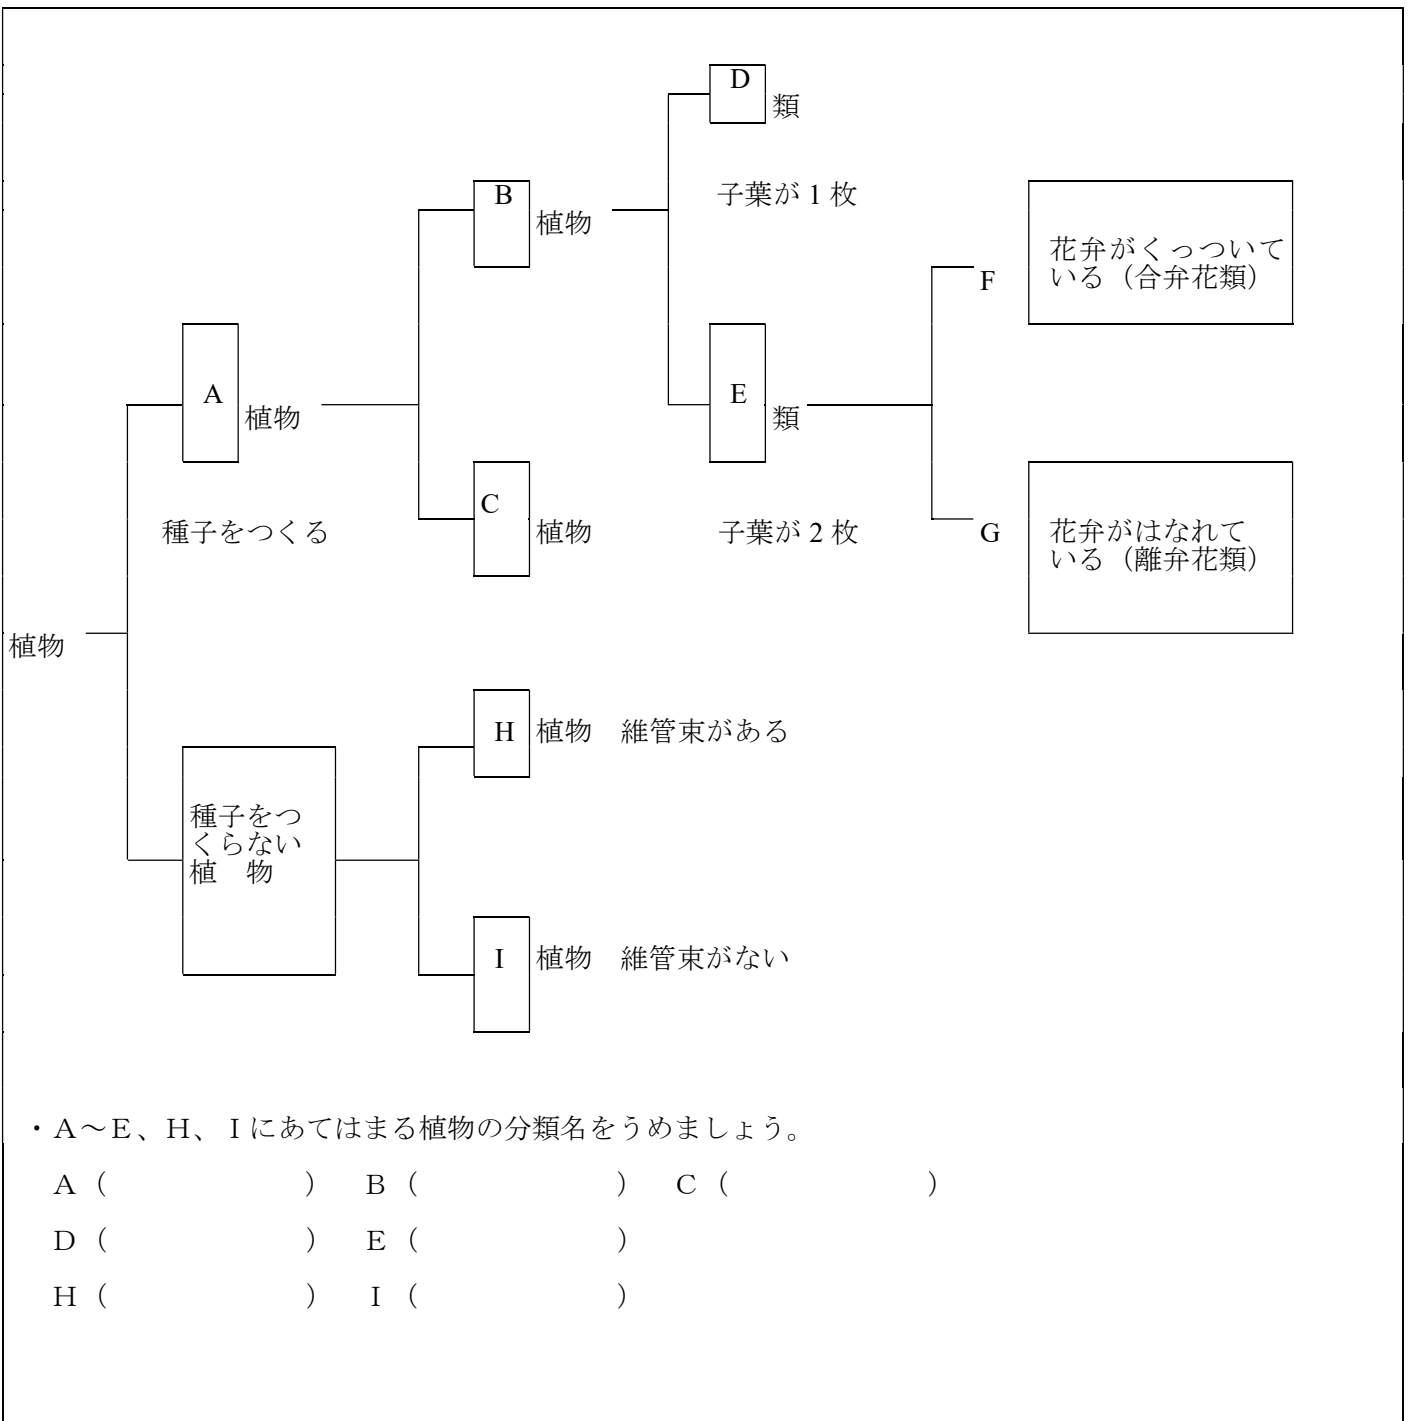 D
類
B
植物
子葉が 1 枚
花弁がくっついて
いる（合弁花類）
F
A
植物
E
類
C
植物
種子をつくる
子葉が 2 枚
G
花弁がはなれて
いる（離弁花類）
植物
H
植物 維管束がある
種子をつ
くらない
植　物
I
植物 維管束がない
・Ａ～Ｅ、Ｈ、Ｉにあてはまる植物の分類名をうめましょう。
Ａ（　　　　　　　）　Ｂ（　　　　　　　）　Ｃ（　　　　　　　）
Ｄ（　　　　　　　）　Ｅ（　　　　　　　）
Ｈ（　　　　　　　）　Ｉ（　　　　　　　）